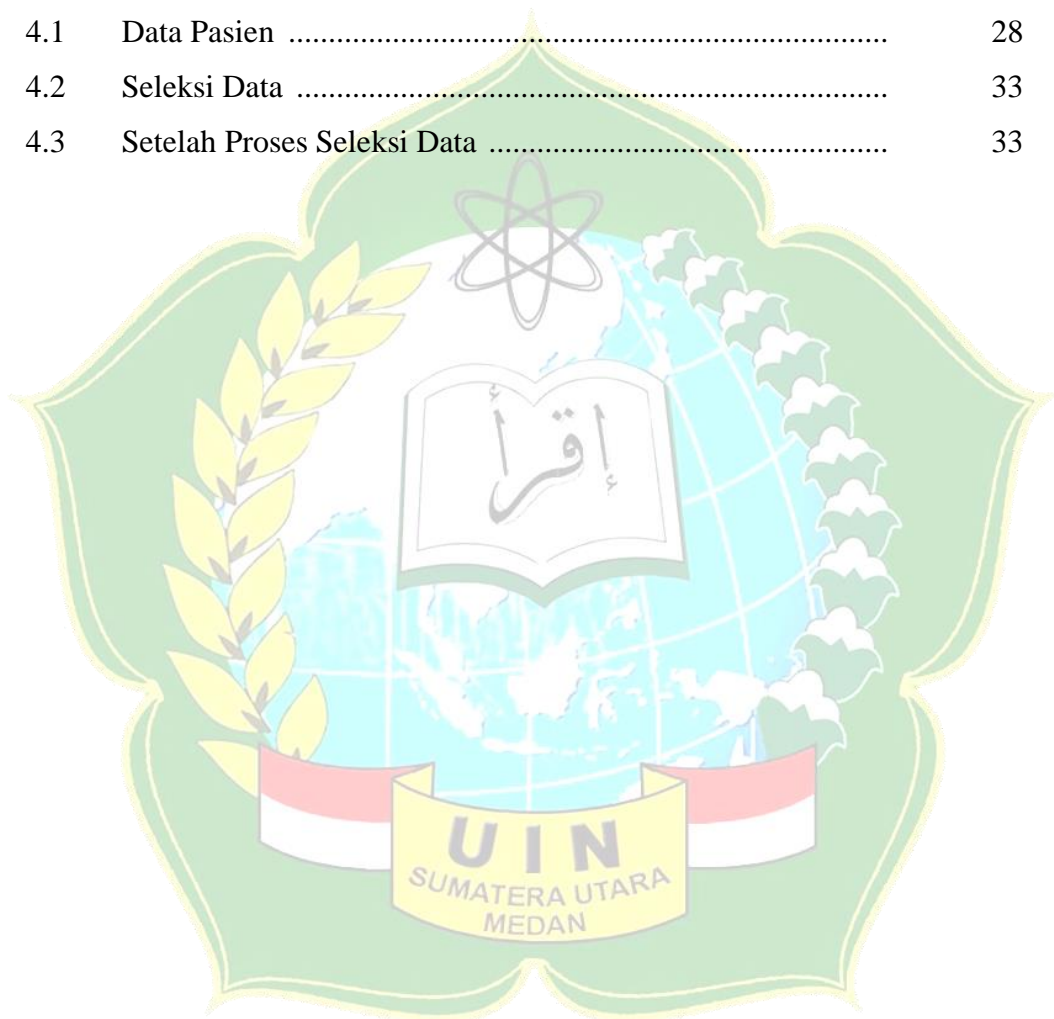 4.1 Data Pasien ........................................................................... 28
4.2 Seleksi Data .......................................................................... 33
4.3 Setelah Proses Seleksi Data .................................................. 33
إقرأ
UIN
SUMATERA UTARA
MEDAN